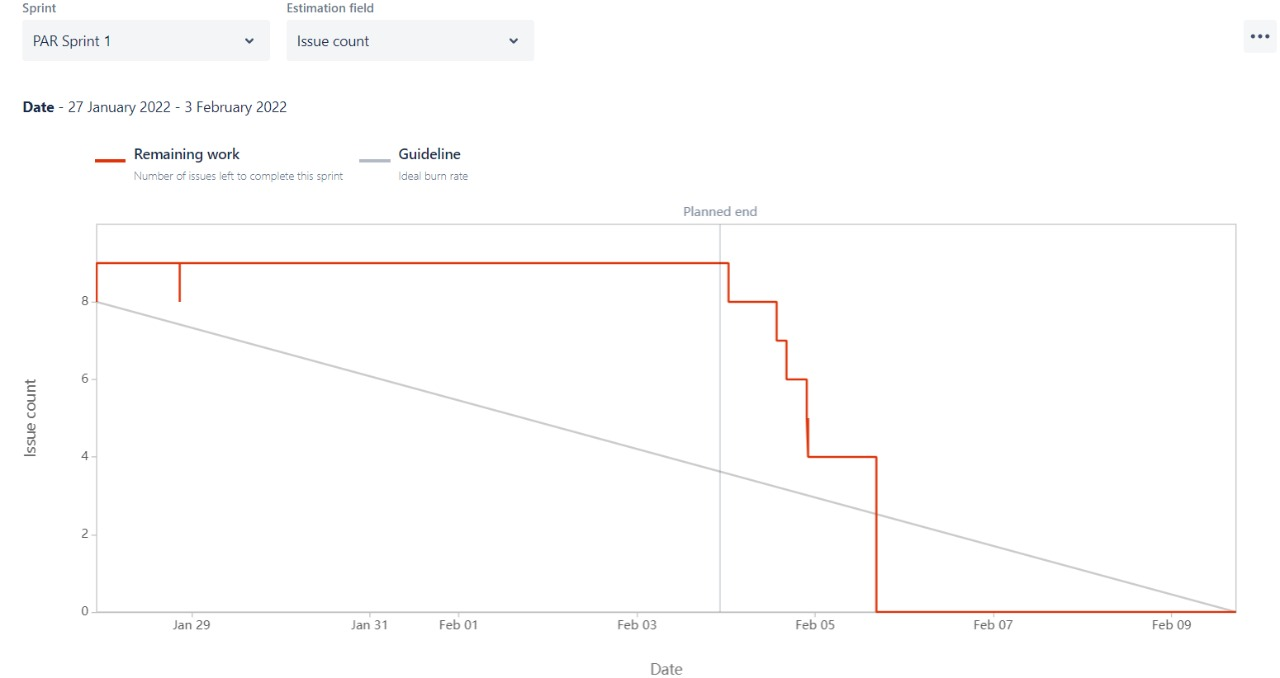 Sprint Estimation field
PAR Sprint 1 Issue count
Date - 27 January 2022 - 3 February 2022
Remaining work Guideline
Number of issues left to complete this sprint Ideal burn rate
Planned end
8
6
4
2
0
Issue count
Jan 29 Jan 31 Feb 01 Feb 03 Feb 05 Feb 07 Feb 09
Date